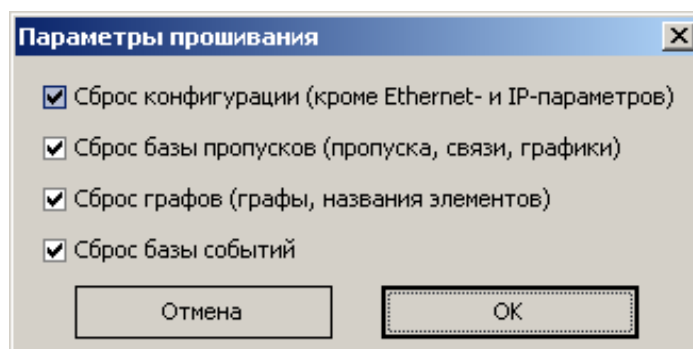 Параметры прошивания
Сброс конфигурации (кроме Ethernet- и IP-параметров)
Сброс базы пропусков (пропуска, связи, графики)
Сброс графов (графы, названия элементов)
Сброс базы событий
Отмена OK